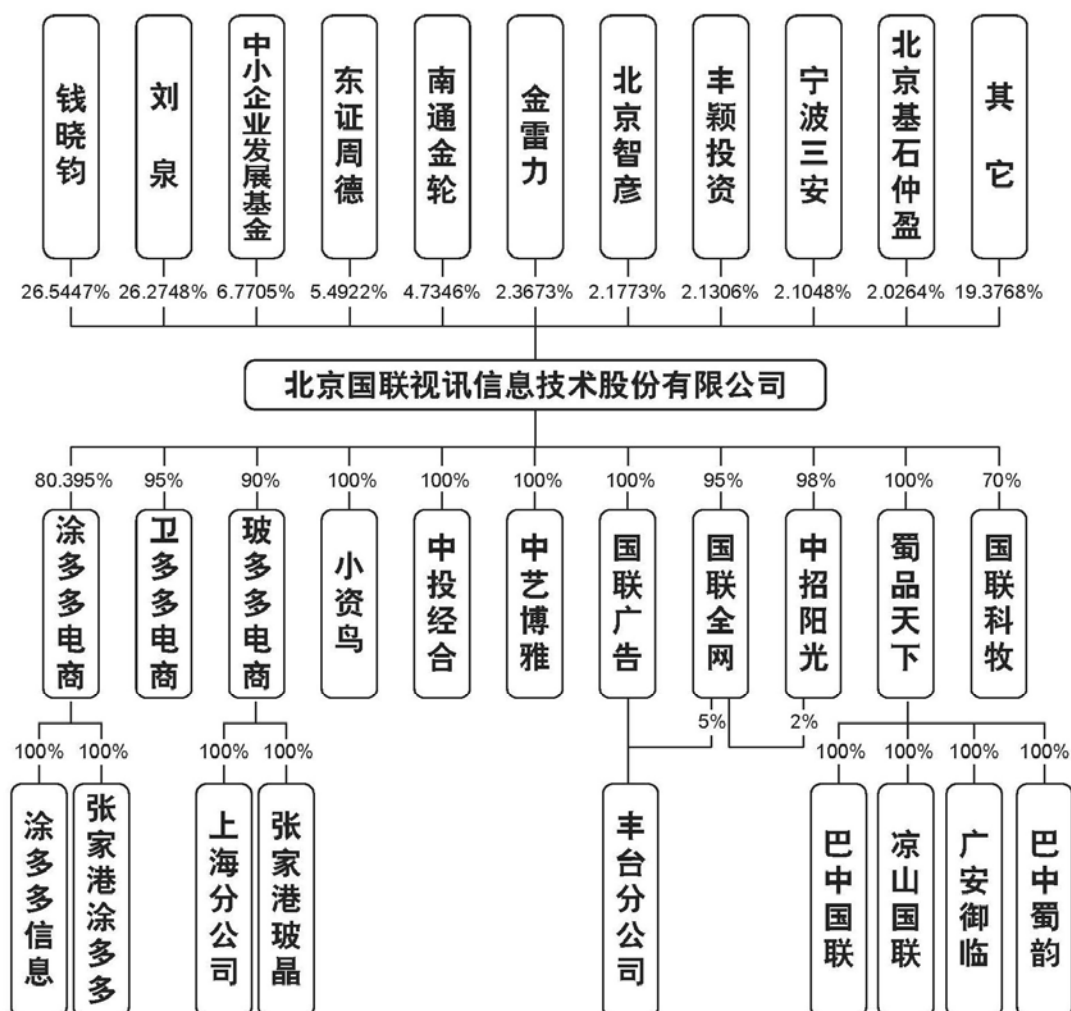 钱晓钧
刘泉
中小企业发展基金
东证周德
南通金轮
金雷力
北京智彦
丰颖投资
宁波三安
北京基石仲盈
其它
26.5447%
26.2748%
6.7705%
5.4922%
4.7346%
2.3673%
2.1773%
2.1306%
2.1048%
2.0264%
19.3768%
北京国联视讯信息技术股份有限公司
80.395%
95%
90%
100%
100%
100%
100%
95%
98%
100%
70%
涂多多电商
卫多多电商
玻多多电商
小资鸟
中投经合
中艺博雅
国联广告
国联全网
中招阳光
蜀品天下
国联科牧
5%
2%
100%
100%
100%
100%
100%
100%
100%
100%
涂多多信息
张家港涂多多
上海分公司
张家港玻晶
丰台分公司
巴中国联
凉山国联
广安御临
巴中蜀韵